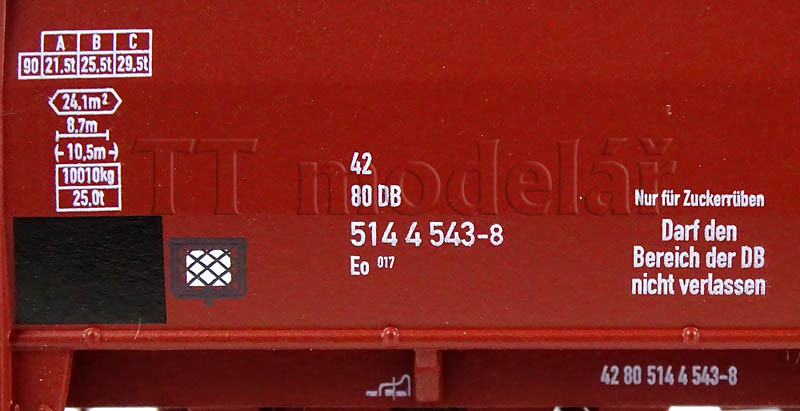 A B C
90 21,5t 25,5t 29,5t
24,1m²
8,7m
10,5m
10010kg
25,0t
TT modelář
42
80 DB
514 4 543-8
Eo 017
Nur für Zuckerrüben
Darf den
Bereich der DB
nicht verlassen
42 80 514 4 543-8